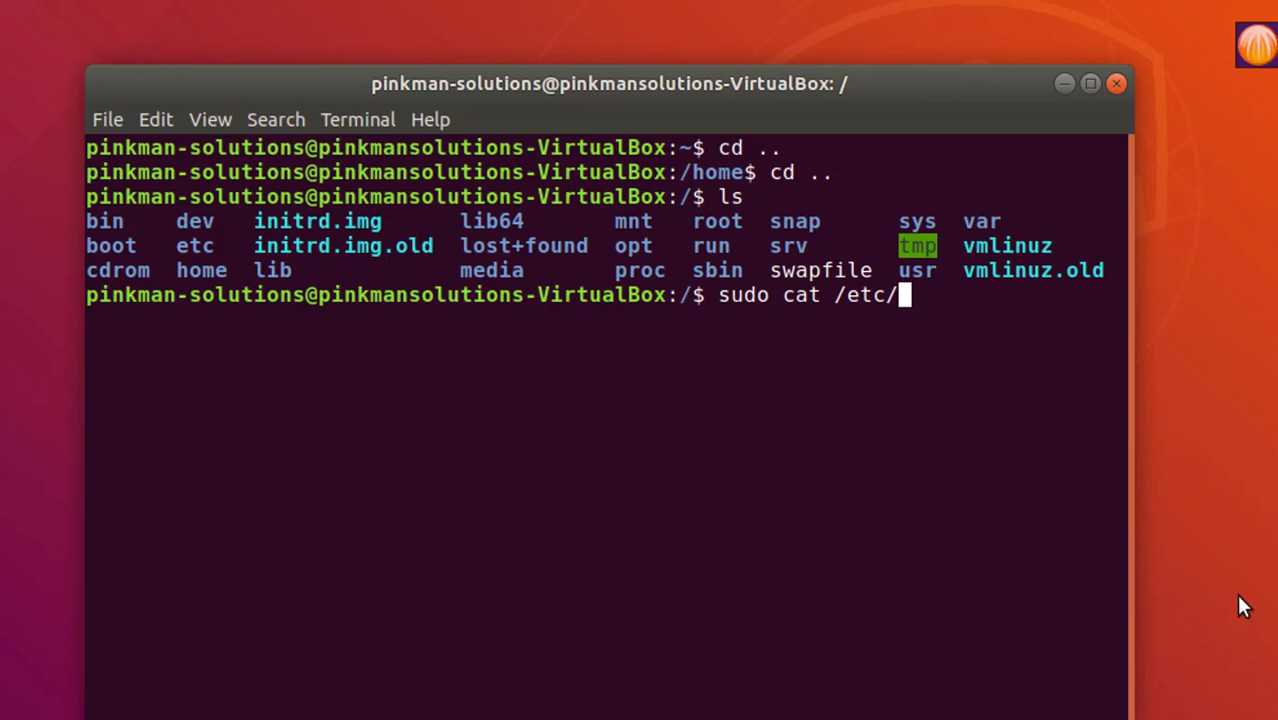 pinkman-solutions@pinkmansolutions-VirtualBox: /
File Edit View Search Terminal Help
pinkman-solutions@pinkmansolutions-VirtualBox:~$ cd ..
pinkman-solutions@pinkmansolutions-VirtualBox:/home$ cd ..
pinkman-solutions@pinkmansolutions-VirtualBox:/$ ls
bin dev initrd.img lib64 mnt root snap sys var
boot etc initrd.img.old lost+found opt run srv tmp vmlinuz
cdrom home lib media proc sbin swapfile usr vmlinuz.old
pinkman-solutions@pinkmansolutions-VirtualBox:/$ sudo cat /etc/